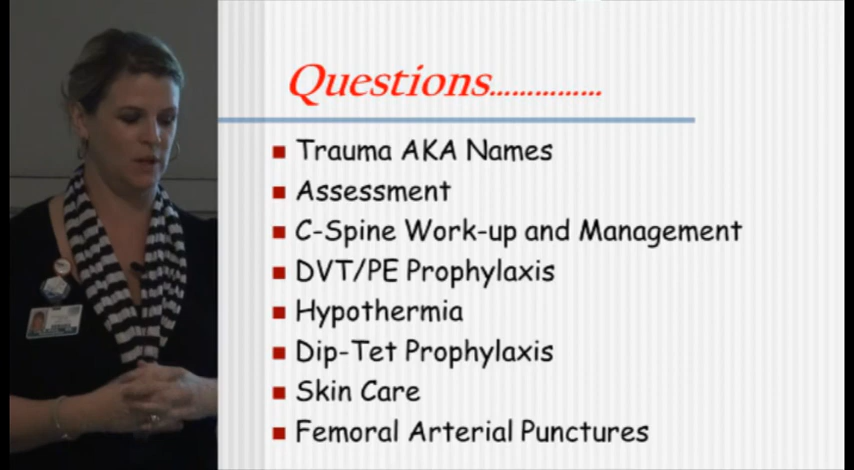 Questions...............
Trauma AKA Names
Assessment
C-Spine Work-up and Management
DVT/PE Prophylaxis
Hypothermia
Dip-Tet Prophylaxis
Skin Care
Femoral Arterial Punctures